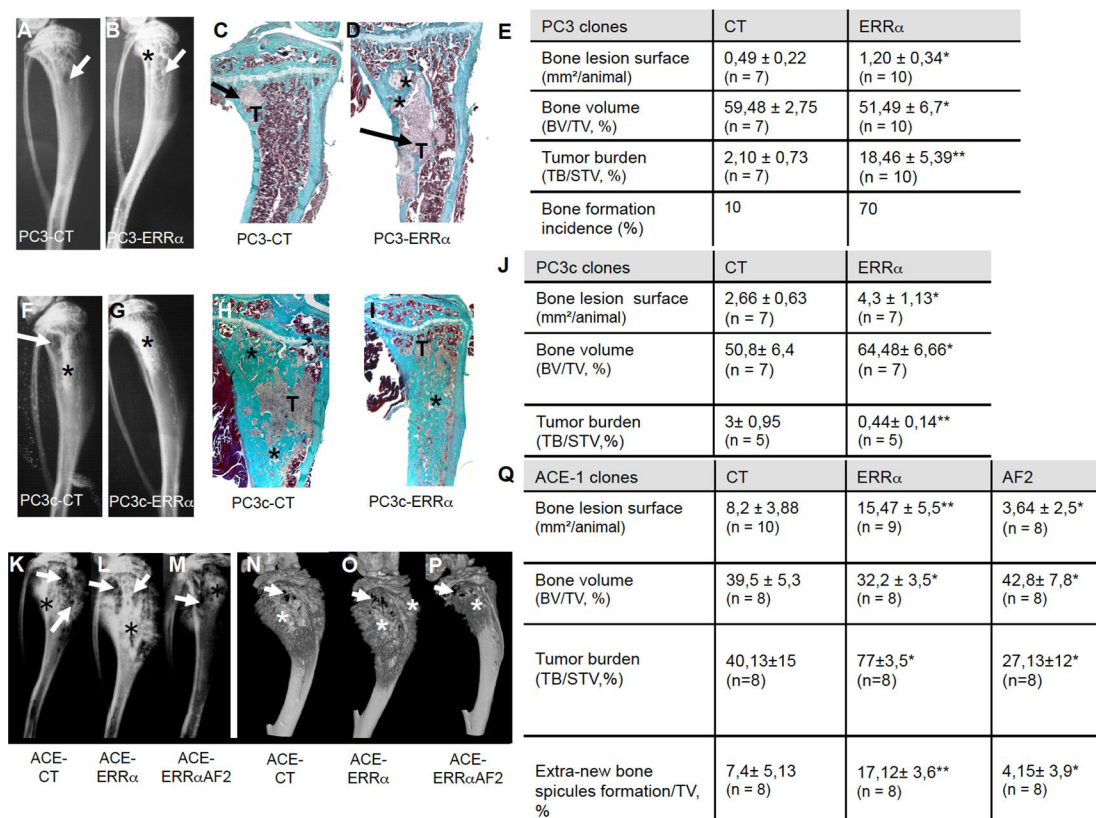 A
B
C
D
PC3-CT
PC3-ERRα
T
T
PC3-CT
PC3-ERRα
E
PC3 clones CT ERRα
Bone lesion surface (mm²/animal) 0,49 ± 0,22 (n = 7) 1,20 ± 0,34* (n = 10)
Bone volume (BV/TV, %) 59,48 ± 2,75 (n = 7) 51,49 ± 6,7* (n = 10)
Tumor burden (TB/STV, %) 2,10 ± 0,73 (n = 7) 18,46 ± 5,39** (n = 10)
Bone formation incidence (%) 10 70
F
G
H
I
PC3c-CT
PC3c-ERRα
T
T
PC3c-CT
PC3c-ERRα
J
PC3c clones CT ERRα
Bone lesion surface (mm²/animal) 2,66 ± 0,63 (n = 7) 4,3 ± 1,13* (n = 7)
Bone volume (BV/TV, %) 50,8± 6,4 (n = 7) 64,48± 6,66* (n = 7)
Tumor burden (TB/STV,%) 3± 0,95 (n = 5) 0,44± 0,14** (n = 5)
K
L
M
N
O
P
ACE-CT
ACE-ERRα
ACE-ERRαAF2
ACE-CT
ACE-ERRα
ACE-ERRαAF2
Q
ACE-1 clones CT ERRα AF2
Bone lesion surface (mm²/animal) 8,2 ± 3,88 (n = 10) 15,47 ± 5,5** (n = 9) 3,64 ± 2,5* (n = 8)
Bone volume (BV/TV, %) 39,5 ± 5,3 (n = 8) 32,2 ± 3,5* (n = 8) 42,8± 7,8* (n = 8)
Tumor burden (TB/STV,%) 40,13±15 (n=8) 77±3,5* (n=8) 27,13±12* (n=8)
Extra-new bone spicules formation/TV, % 7,4± 5,13 (n = 8) 17,12± 3,6** (n = 8) 4,15± 3,9* (n = 8)